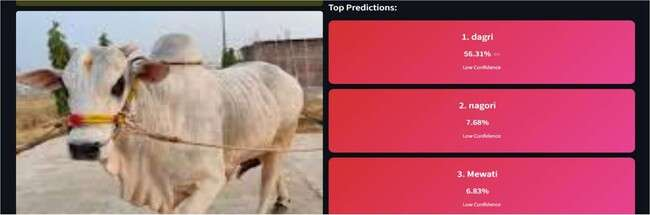 Top Predictions:
1. dagri
56.31%
Low Confidence
2. nagori
7.68%
Low Confidence
3. Mewati
6.83%
Low Confidence